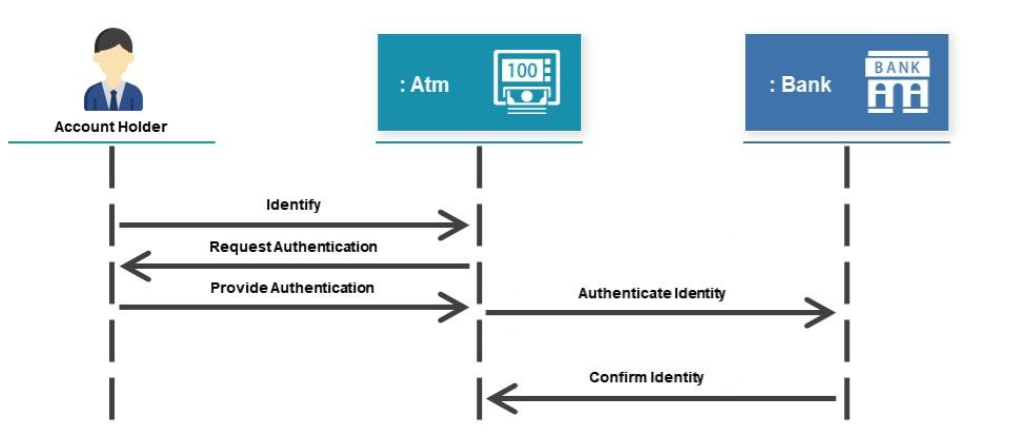 Account Holder
: Atm
100
: Bank
BANK
Identify
Request Authentication
Provide Authentication
Authenticate Identity
Confirm Identity